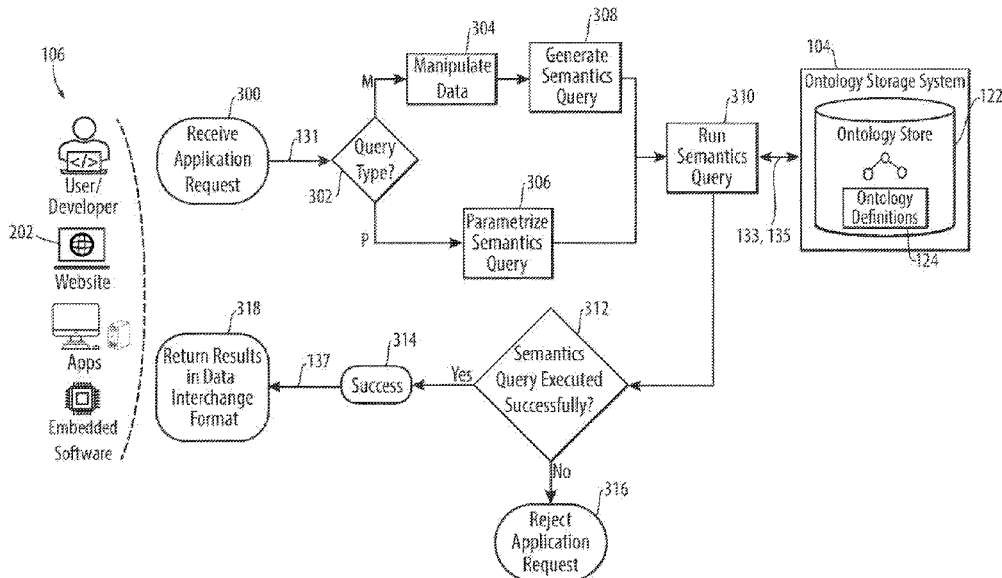 106
</>
User/
Developer
202
Website
Apps
Embedded
Software
300
Receive
Application
Request
131
302
Query
Type?
M
P
304
Manipulate
Data
308
Generate
Semantics
Query
306
Parametrize
Semantics
Query
310
Run
Semantics
Query
133, 135
104
Ontology Storage System
122
Ontology Store
Ontology
Definitions
124
312
Semantics
Query Executed
Successfully?
Yes
No
314
Success
137
318
Return Results
in Data
Interchange
Format
316
Reject
Application
Request